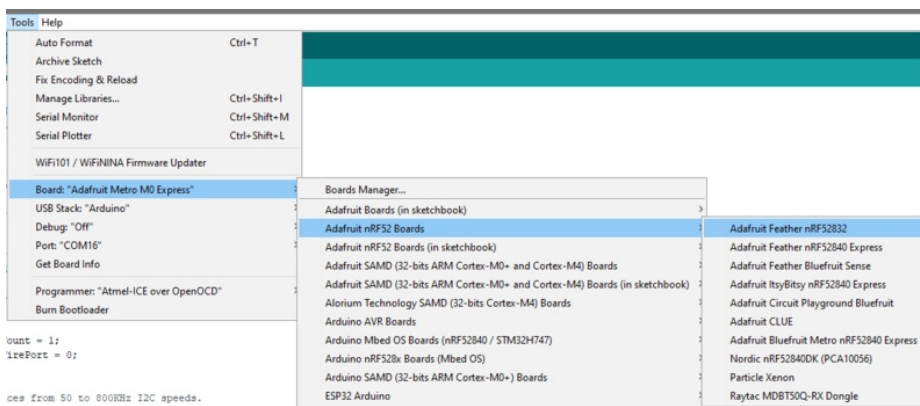 Tools Help
Auto Format Ctrl+T
Archive Sketch
Fix Encoding & Reload
Manage Libraries... Ctrl+Shift+I
Serial Monitor Ctrl+Shift+M
Serial Plotter Ctrl+Shift+L
WiFi101 / WiFiNINA Firmware Updater
Board: "Adafruit Metro M0 Express"
USB Stack: "Arduino"
Debug: "Off"
Port: "COM16"
Get Board Info
Programmer: "Atmel-ICE over OpenOCD"
Burn Bootloader
Boards Manager...
Adafruit Boards (in sketchbook)
Adafruit nRF52 Boards
Adafruit nRF52 Boards (in sketchbook)
Adafruit SAMD (32-bits ARM Cortex-M0+ and Cortex-M4) Boards
Adafruit SAMD (32-bits ARM Cortex-M0+ and Cortex-M4) Boards (in sketchbook)
Alorium Technology SAMD (32-bits Cortex-M4) Boards
Arduino AVR Boards
Arduino Mbed OS Boards (nRF52840 / STM32H747)
Arduino nRF528x Boards (Mbed OS)
Arduino SAMD (32-bits ARM Cortex-M0+) Boards
ESP32 Arduino
Adafruit Feather nRF52832
Adafruit Feather nRF52840 Express
Adafruit Feather Bluefruit Sense
Adafruit ItsyBitsy nRF52840 Express
Adafruit Circuit Playground Bluefruit
Adafruit CLUE
Adafruit Bluefruit Metro nRF52840 Express
Nordic nRF52840DK (PCA10056)
Particle Xenon
Raytac MDBT50Q-RX Dongle
ount = 1;
irePort = 0;
ces from 50 to 800KHz I2C speeds.